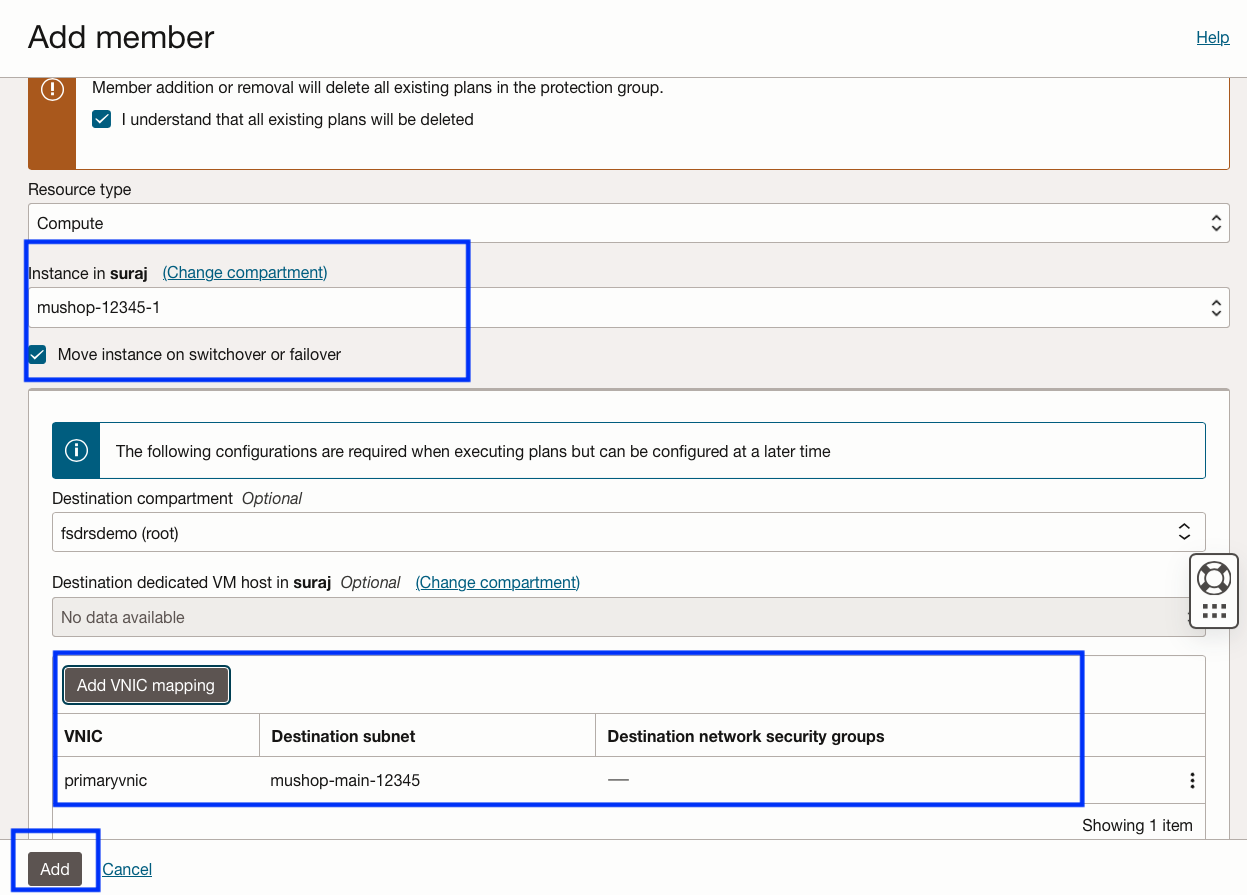 Add member
Help
Member addition or removal will delete all existing plans in the protection group.
I understand that all existing plans will be deleted
Resource type
Compute
Instance in suraj (Change compartment)
mushop-12345-1
Move instance on switchover or failover
The following configurations are required when executing plans but can be configured at a later time
Destination compartment Optional
fsdrsdemo (root)
Destination dedicated VM host in suraj Optional (Change compartment)
No data available
Add VNIC mapping
VNIC Destination subnet Destination network security groups
primaryvnic mushop-main-12345 —
Showing 1 item
Add Cancel